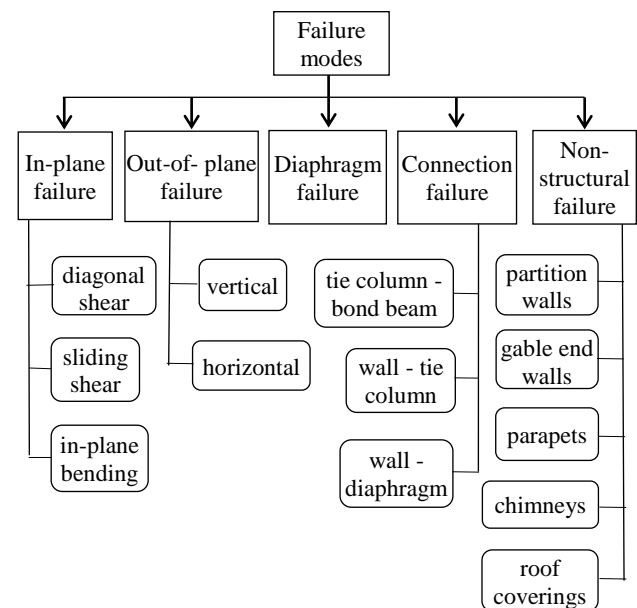 Failure
modes
In-plane
failure
Out-of- plane
failure
Diaphragm
failure
Connection
failure
Non-
structural
failure
diagonal
shear
sliding
shear
in-plane
bending
vertical
horizontal
tie column -
bond beam
wall - tie
column
wall -
diaphragm
partition
walls
gable end
walls
parapets
chimneys
roof
coverings